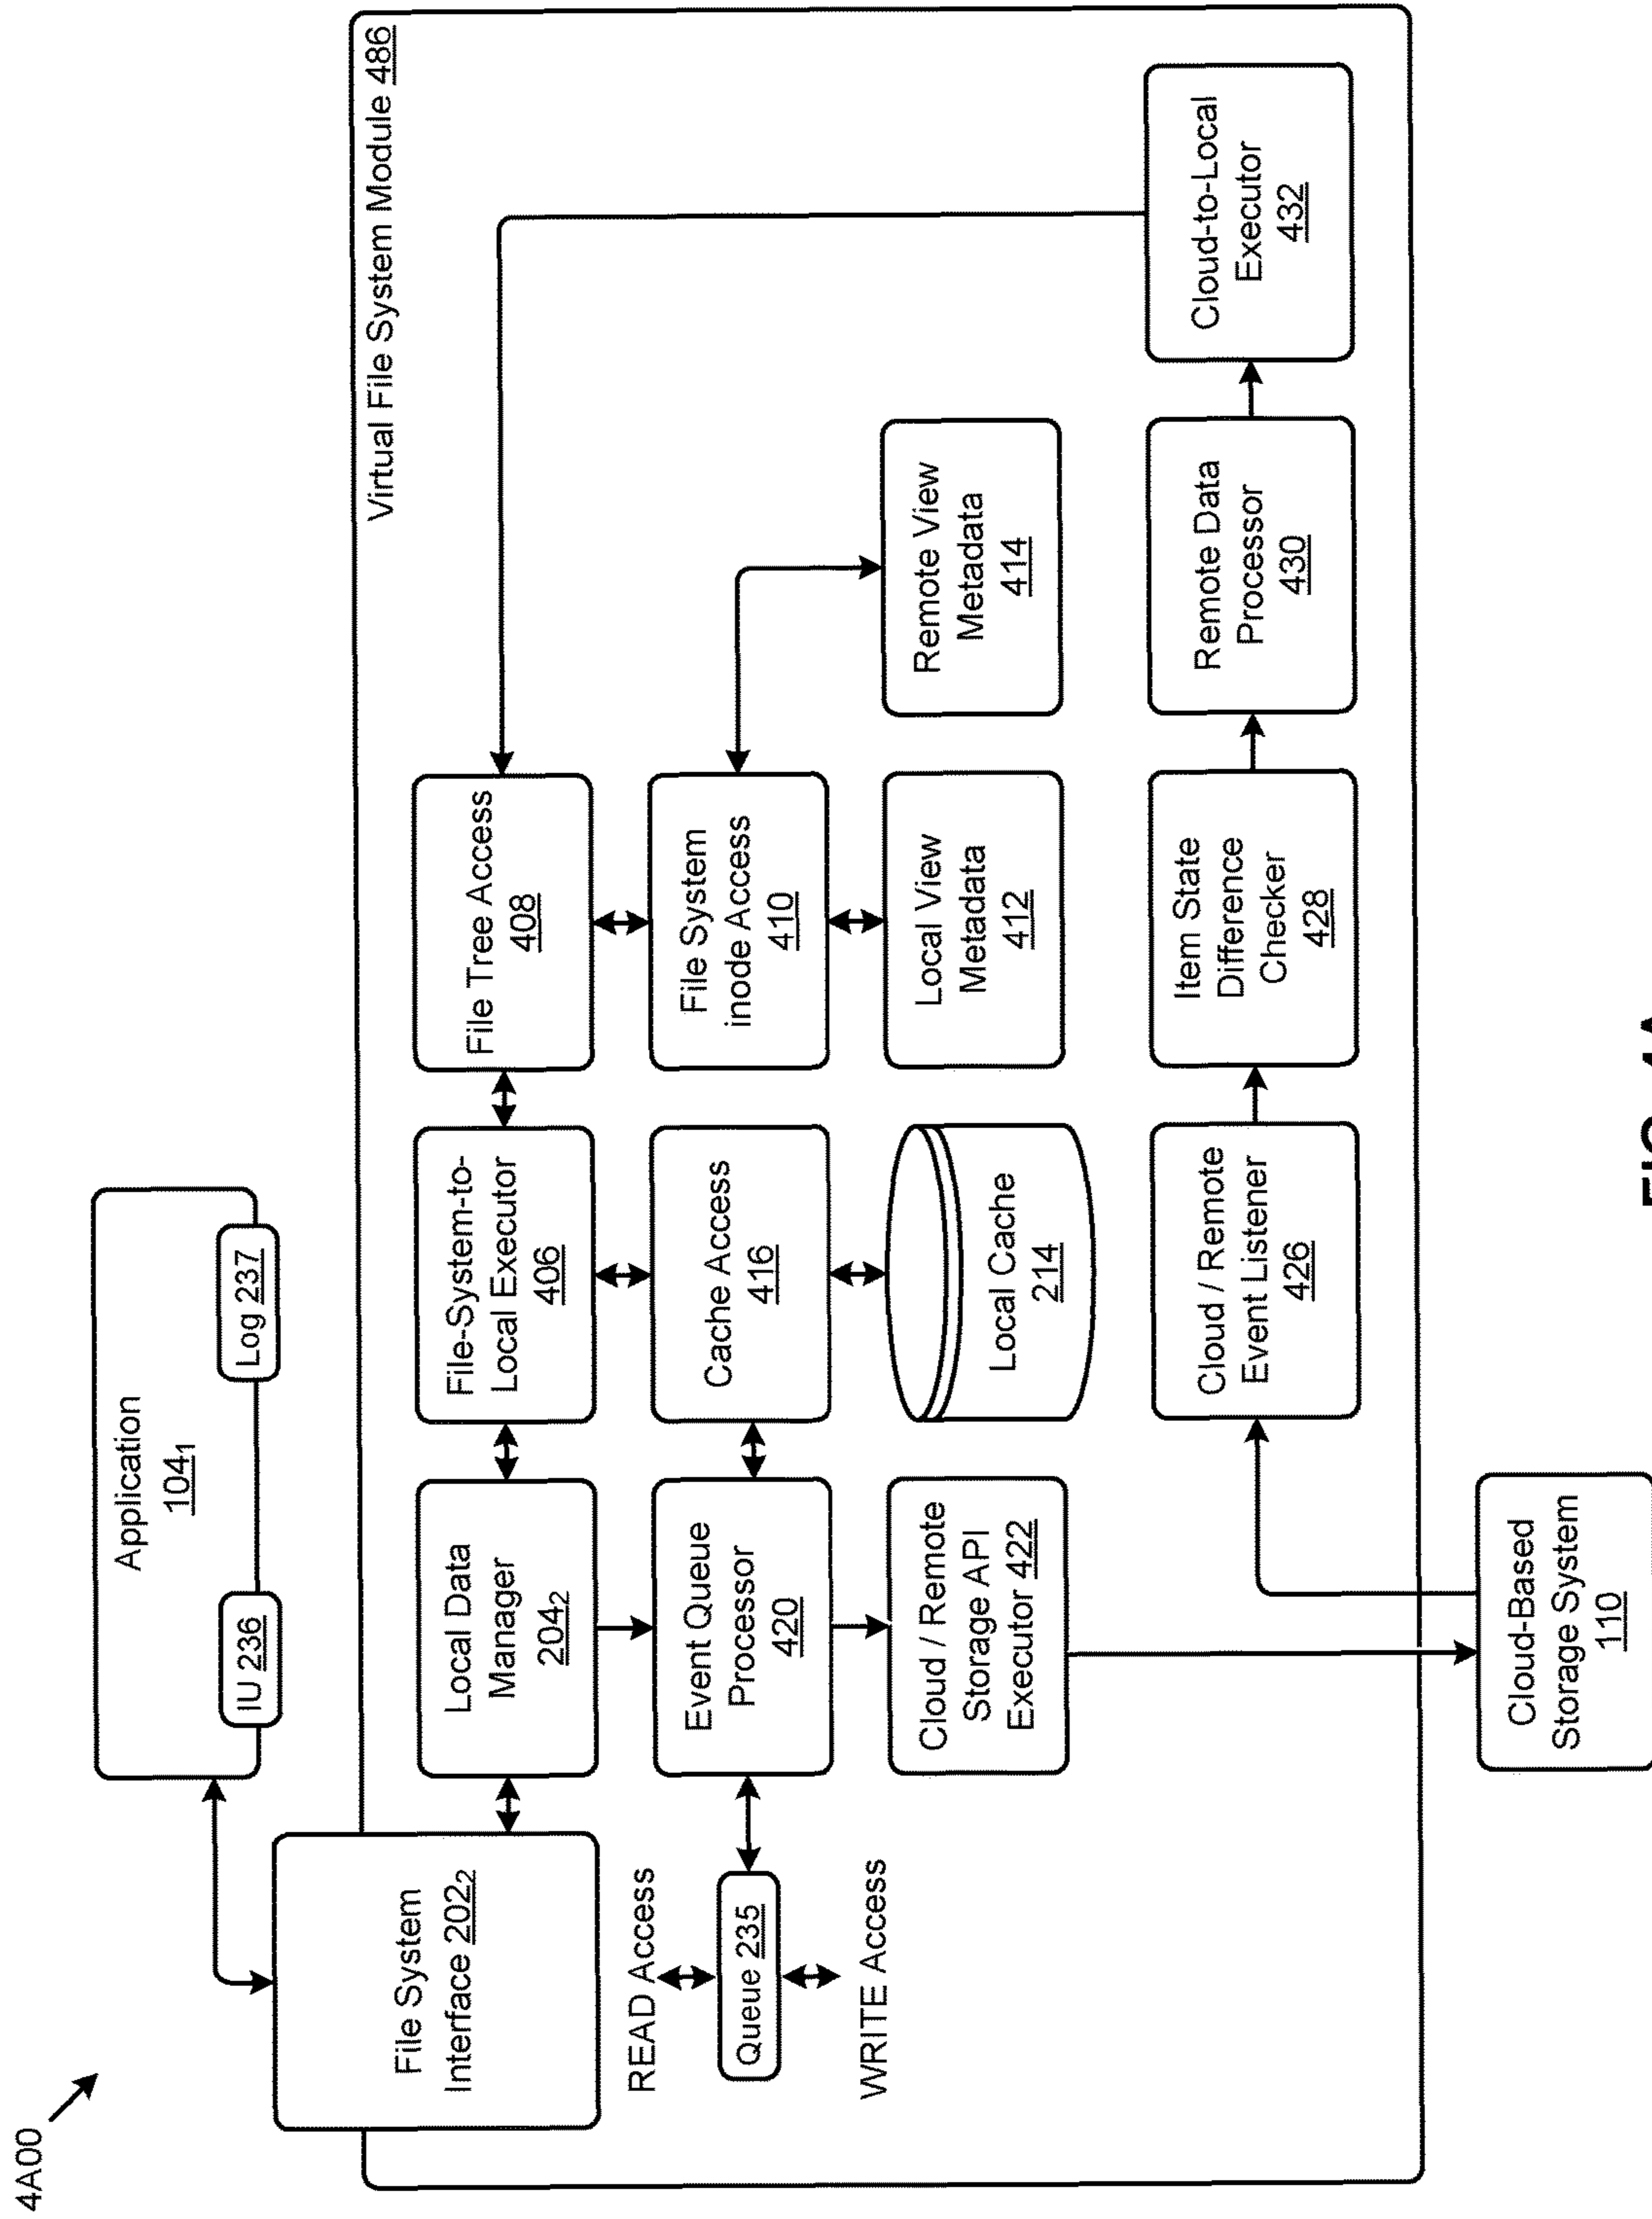 4A00
Application
104₁
IU 236
Log 237
Virtual File System Module 486
File System
Interface 202₂
Local Data
Manager
204₂
File-System-to-
Local Executor
406
File Tree Access
408
READ Access
Queue 235
WRITE Access
Event Queue
Processor
420
Cache Access
416
File System
inode Access
410
Cloud / Remote
Storage API
Executor 422
Local Cache
214
Local View
Metadata
412
Remote View
Metadata
414
Cloud / Remote
Event Listener
426
Item State
Difference
Checker
428
Remote Data
Processor
430
Cloud-to-Local
Executor
432
Cloud-Based
Storage System
110